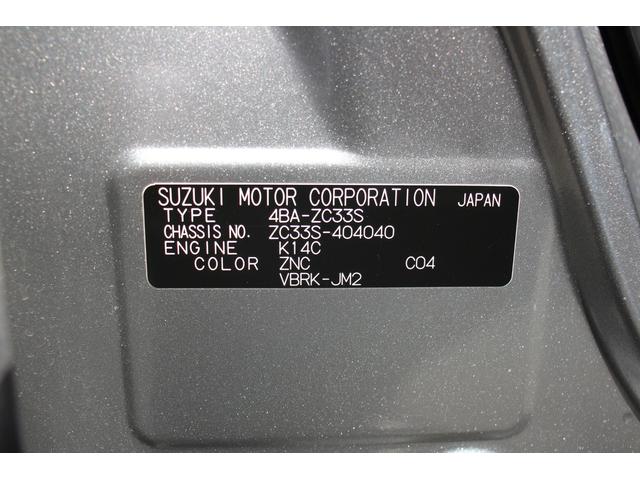 SUZUKI MOTOR CORPORATION JAPAN
TYPE 4BA-ZC33S
CHASSIS NO. ZC33S-404040
ENGINE K14C
COLOR ZNC C04
VBRK-JM2